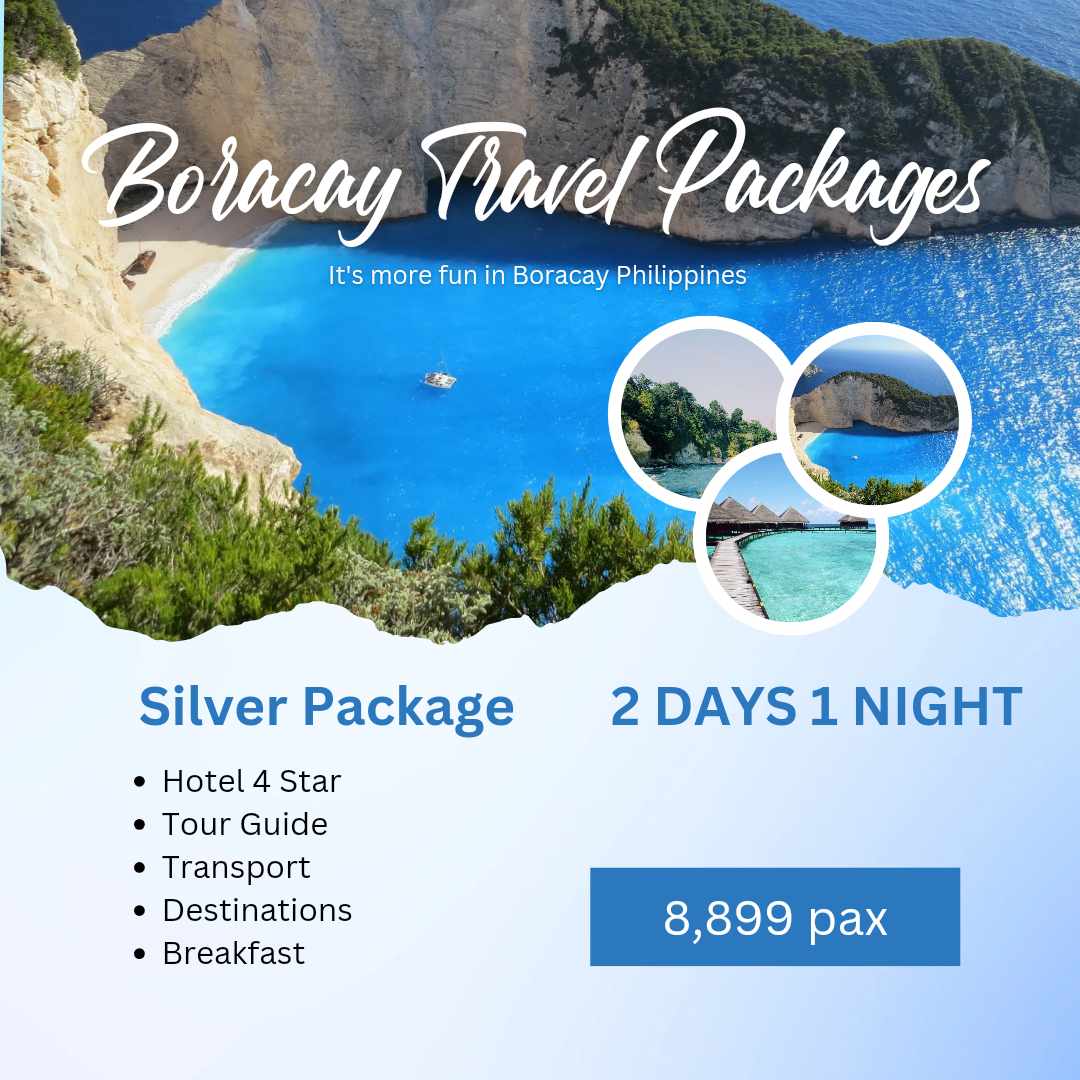 Boracay Travel Packages
It's more fun in Boracay Philippines
Silver Package
2 DAYS 1 NIGHT
• Hotel 4 Star
• Tour Guide
• Transport
• Destinations
• Breakfast
8,899 pax